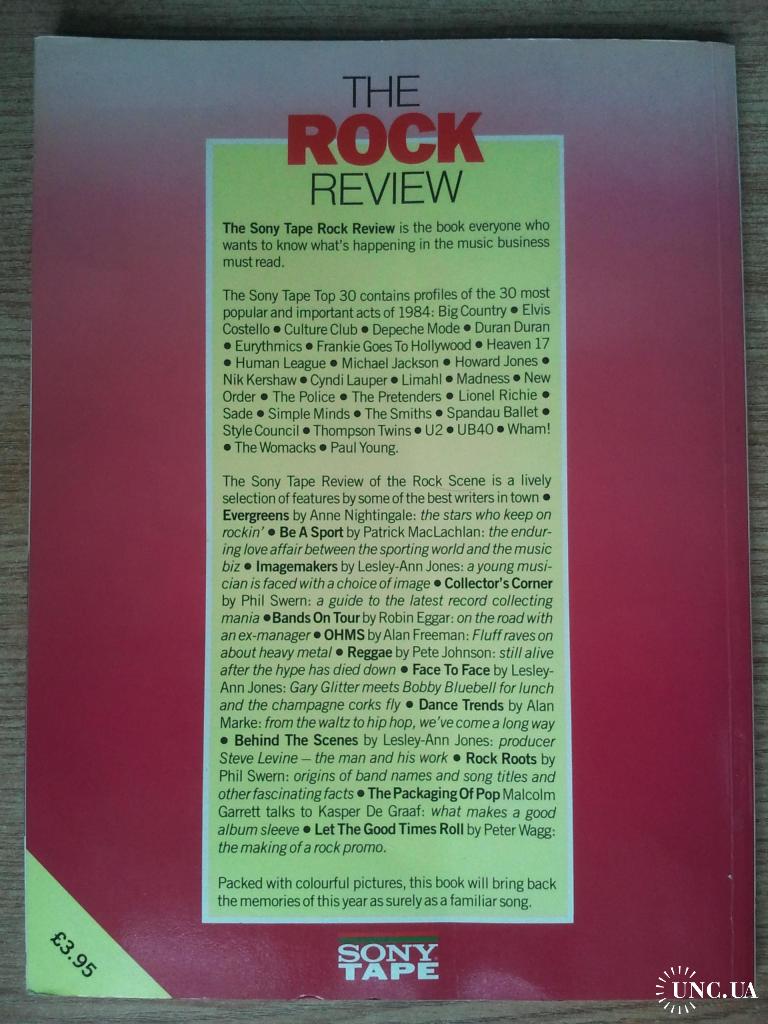 THE
ROCK
REVIEW
The Sony Tape Rock Review is the book everyone who
wants to know what's happening in the music business
must read.
The Sony Tape Top 30 contains profiles of the 30 most
popular and important acts of 1984: Big Country ● Elvis
Costello ● Culture Club ● Depeche Mode ● Duran Duran
● Eurythmics ● Frankie Goes To Hollywood ● Heaven 17
● Human League ● Michael Jackson ● Howard Jones ●
Nik Kershaw ● Cyndi Lauper ● Limahl ● Madness ● New
Order ● The Police ● The Pretenders ● Lionel Richie ●
Sade ● Simple Minds ● The Smiths ● Spandau Ballet ●
Style Council ● Thompson Twins ● U2 ● UB40 ● Wham!
● The Womacks ● Paul Young.
The Sony Tape Review of the Rock Scene is a lively
selection of features by some of the best writers in town ●
Evergreens by Anne Nightingale: the stars who keep on
rockin' ● Be A Sport by Patrick MacLachlan: the endur-
ing love affair between the sporting world and the music
biz ● Imagemakers by Lesley-Ann Jones: a young musi-
cian is faced with a choice of image ● Collector's Corner
by Phil Swern: a guide to the latest record collecting
mania ● Bands On Tour by Robin Eggar: on the road with
an ex-manager ● OHMS by Alan Freeman: Fluff raves on
about heavy metal ● Reggae by Pete Johnson: still alive
after the hype has died down ● Face To Face by Lesley-
Ann Jones: Gary Glitter meets Bobby Bluebell for lunch
and the champagne corks fly ● Dance Trends by Alan
Marke: from the waltz to hip hop, we've come a long way
● Behind The Scenes by Lesley-Ann Jones: producer
Steve Levine – the man and his work ● Rock Roots by
Phil Swern: origins of band names and song titles and
other fascinating facts ● The Packaging Of Pop Malcolm
Garrett talks to Kasper De Graaf: what makes a good
album sleeve ● Let The Good Times Roll by Peter Wagg:
the making of a rock promo.
Packed with colourful pictures, this book will bring back
the memories of this year as surely as a familiar song.
£3.95
SONY
TAPE
UNC.UA